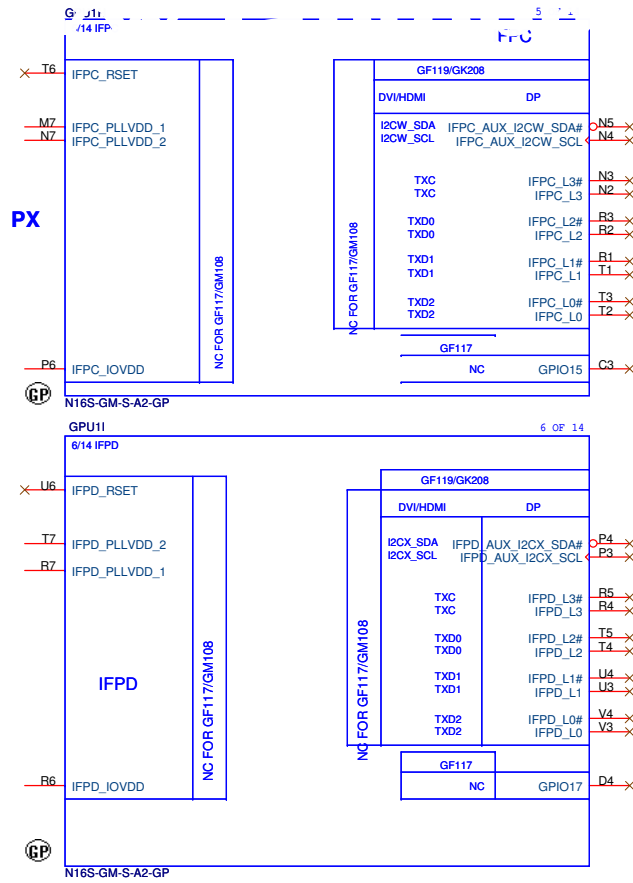 T6 IFPC_RSET
GF119/GK208
DVI/HDMI DP
M7 IFPC_PLLVDD_1
N7 IFPC_PLLVDD_2
I2CW_SDA IFPC_AUX_I2CW_SDA# N5
I2CW_SCL IFPC_AUX_I2CW_SCL N4
TXC IFPC_L3# N3
TXC IFPC_L3 N2
PX
TXD0 IFPC_L2# R3
TXD0 IFPC_L2 R2
TXD1 IFPC_L1# R1
TXD1 IFPC_L1 T1
TXD2 IFPC_L0# T3
TXD2 IFPC_L0 T2
NC FOR GF117/GM108
NC FOR GF117/GM108
GF117
P6 IFPC_IOVDD
NC GPIO15 C3
GP
N16S-GM-S-A2-GP
GPU1I 6 OF 14
6/14 IFPD
U6 IFPD_RSET
GF119/GK208
DVI/HDMI DP
T7 IFPD_PLLVDD_2
R7 IFPD_PLLVDD_1
I2CX_SDA IFPD_AUX_I2CX_SDA# P4
I2CX_SCL IFPD_AUX_I2CX_SCL P3
TXC IFPD_L3# R5
TXC IFPD_L3 R4
TXD0 IFPD_L2# T5
TXD0 IFPD_L2 T4
IFPD
TXD1 IFPD_L1# U4
TXD1 IFPD_L1 U3
TXD2 IFPD_L0# V4
TXD2 IFPD_L0 V3
NC FOR GF117/GM108
NC FOR GF117/GM108
GF117
R6 IFPD_IOVDD
NC GPIO17 D4
GP
N16S-GM-S-A2-GP